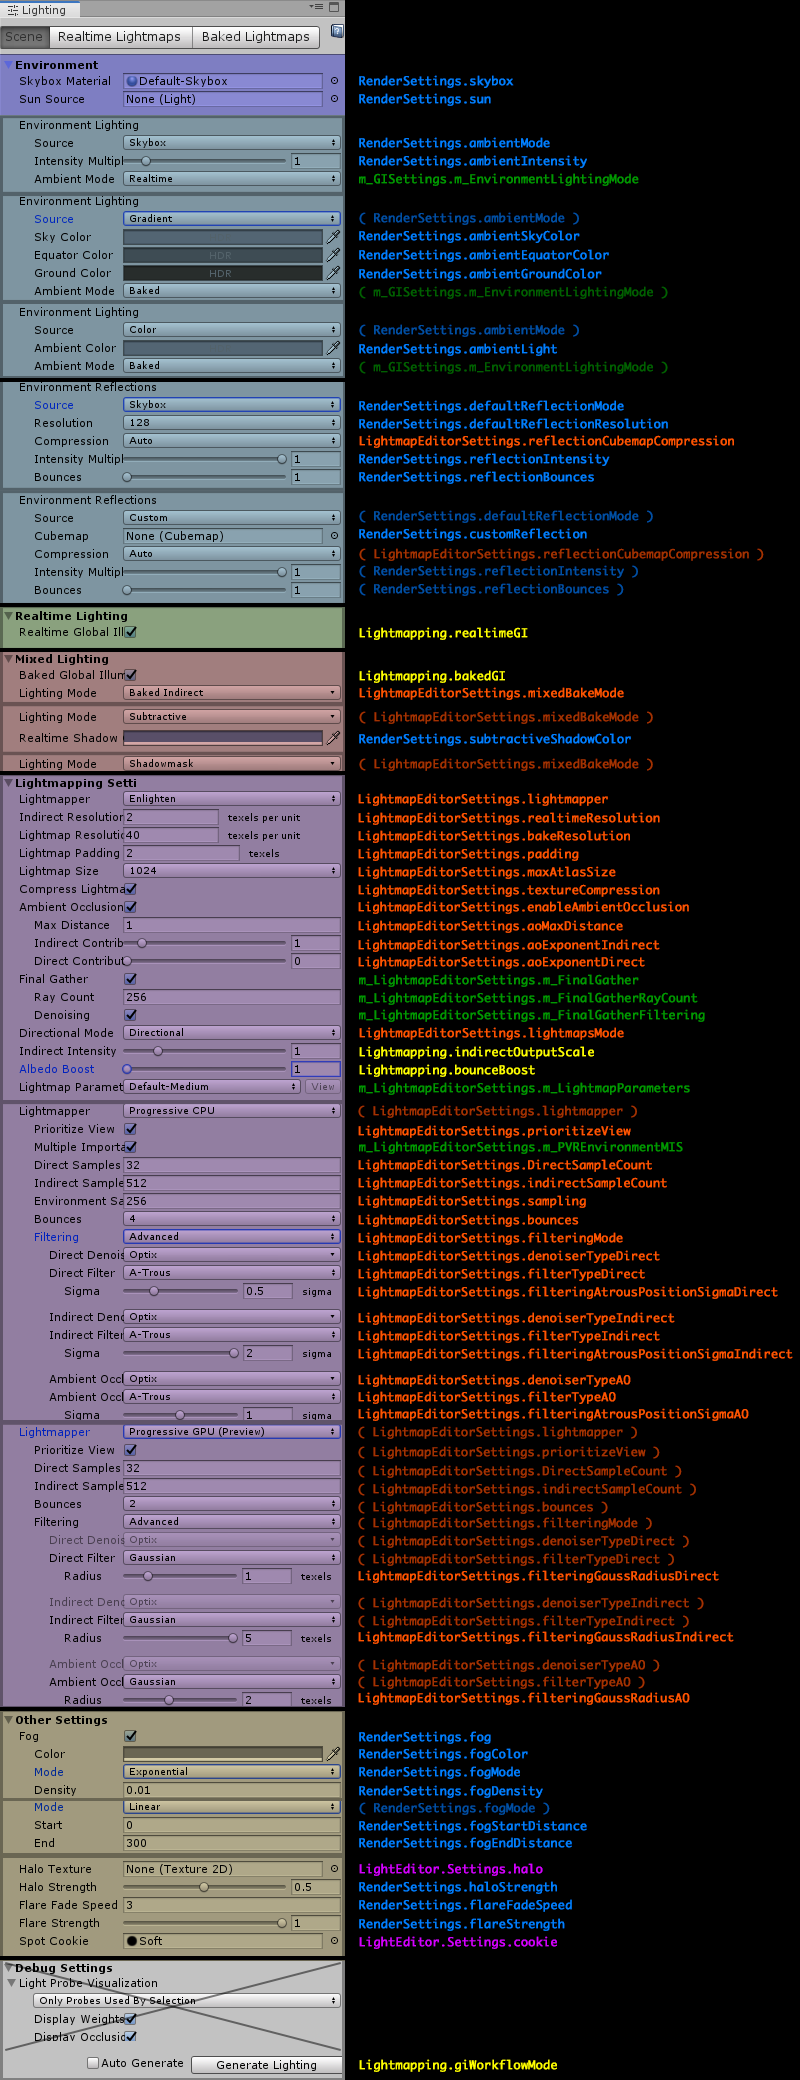 Lighting
Scene Realtime Lightmaps Baked Lightmaps
Environment
Skybox Material Default-Skybox RenderSettings.skybox
Sun Source None (Light) RenderSettings.sun
Environment Lighting
Source Skybox RenderSettings.ambientMode
Intensity Multipl 1 RenderSettings.ambientIntensity
Ambient Mode Realtime m_GISettings.m_EnvironmentLightingMode
Environment Lighting
Source Gradient ( RenderSettings.ambientMode )
Sky Color RenderSettings.ambientSkyColor
Equator Color HDR RenderSettings.ambientEquatorColor
Ground Color HDR RenderSettings.ambientGroundColor
Ambient Mode Baked ( m_GISettings.m_EnvironmentLightingMode )
Environment Lighting
Source Color ( RenderSettings.ambientMode )
Ambient Color RenderSettings.ambientLight
Ambient Mode Baked ( m_GISettings.m_EnvironmentLightingMode )
Environment Reflections
Source Skybox RenderSettings.defaultReflectionMode
Resolution 128 RenderSettings.defaultReflectionResolution
Compression Auto LightmapEditorSettings.reflectionCubemapCompression
Intensity Multipl 1 RenderSettings.reflectionIntensity
Bounces 1 RenderSettings.reflectionBounces
Environment Reflections
Source Custom ( RenderSettings.defaultReflectionMode )
Cubemap None (Cubemap) RenderSettings.customReflection
Compression Auto ( LightmapEditorSettings.reflectionCubemapCompression )
Intensity Multipl 1 ( RenderSettings.reflectionIntensity )
Bounces 1 ( RenderSettings.reflectionBounces )
Realtime Lighting
Realtime Global Ill Lightmapping.realtimeGI
Mixed Lighting
Baked Global Illum Lightmapping.bakedGI
Lighting Mode Baked Indirect LightmapEditorSettings.mixedBakeMode
Lighting Mode Subtractive ( LightmapEditorSettings.mixedBakeMode )
Realtime Shadow RenderSettings.subtractiveShadowColor
Lighting Mode Shadowmask ( LightmapEditorSettings.mixedBakeMode )
Lightmapping Setti
Lightmapper Enlighten LightmapEditorSettings.lightmapper
Indirect Resolution 2 texels per unit LightmapEditorSettings.realtimeResolution
Lightmap Resolutio 40 texels per unit LightmapEditorSettings.bakeResolution
Lightmap Padding 2 texels LightmapEditorSettings.padding
Lightmap Size 1024 LightmapEditorSettings.maxAtlasSize
Compress Lightma LightmapEditorSettings.textureCompression
Ambient Occlusion LightmapEditorSettings.enableAmbientOcclusion
Max Distance 1 LightmapEditorSettings.aoMaxDistance
Indirect Contrib 1 LightmapEditorSettings.aoExponentIndirect
Direct Contribut 0 LightmapEditorSettings.aoExponentDirect
Final Gather m_LightmapEditorSettings.m_FinalGather
Ray Count 256 m_LightmapEditorSettings.m_FinalGatherRayCount
Denoising m_LightmapEditorSettings.m_FinalGatherFiltering
Directional Mode Directional LightmapEditorSettings.lightmapsMode
Indirect Intensity 1 Lightmapping.indirectOutputScale
Albedo Boost 1 Lightmapping.bounceBoost
Lightmap Paramet Default-Medium View m_LightmapEditorSettings.m_LightmapParameters
Lightmapper Progressive CPU ( LightmapEditorSettings.lightmapper )
Prioritize View LightmapEditorSettings.prioritizeView
Multiple Importa m_LightmapEditorSettings.m_PVREnvironmentMIS
Direct Samples 32 LightmapEditorSettings.DirectSampleCount
Indirect Sample 512 LightmapEditorSettings.indirectSampleCount
Environment Sa 256 LightmapEditorSettings.sampling
Bounces 4 LightmapEditorSettings.bounces
Filtering Advanced LightmapEditorSettings.filteringMode
Direct Denois Optix LightmapEditorSettings.denoiserTypeDirect
Direct Filter A-Trous LightmapEditorSettings.filterTypeDirect
Sigma 0.5 sigma LightmapEditorSettings.filteringAtrousPositionSigmaDirect
Indirect Denc Optix LightmapEditorSettings.denoiserTypeIndirect
Indirect Filter A-Trous LightmapEditorSettings.filterTypeIndirect
Sigma 2 sigma LightmapEditorSettings.filteringAtrousPositionSigmaIndirect
Ambient Occl Optix LightmapEditorSettings.denoiserTypeAO
Ambient Occl A-Trous LightmapEditorSettings.filterTypeAO
Sigma 1 sigma LightmapEditorSettings.filteringAtrousPositionSigmaAO
Lightmapper Progressive GPU (Preview) ( LightmapEditorSettings.lightmapper )
Prioritize View ( LightmapEditorSettings.prioritizeView )
Direct Samples 32 ( LightmapEditorSettings.DirectSampleCount )
Indirect Sample 512 ( LightmapEditorSettings.indirectSampleCount )
Bounces 2 ( LightmapEditorSettings.bounces )
Filtering Advanced ( LightmapEditorSettings.filteringMode )
Direct Denois Optix ( LightmapEditorSettings.denoiserTypeDirect )
Direct Filter Gaussian ( LightmapEditorSettings.filterTypeDirect )
Radius 1 texels LightmapEditorSettings.filteringGaussRadiusDirect
Indirect Denc Optix ( LightmapEditorSettings.denoiserTypeIndirect )
Indirect Filter Gaussian ( LightmapEditorSettings.filterTypeIndirect )
Radius 5 texels LightmapEditorSettings.filteringGaussRadiusIndirect
Ambient Occl Optix ( LightmapEditorSettings.denoiserTypeAO )
Ambient Occl Gaussian ( LightmapEditorSettings.filterTypeAO )
Radius 2 texels LightmapEditorSettings.filteringGaussRadiusAO
Other Settings
Fog RenderSettings.fog
Color RenderSettings.fogColor
Mode Exponential RenderSettings.fogMode
Density 0.01 RenderSettings.fogDensity
Mode Linear ( RenderSettings.fogMode )
Start 0 RenderSettings.fogStartDistance
End 300 RenderSettings.fogEndDistance
Halo Texture None (Texture 2D) LightEditor.Settings.halo
Halo Strength 0.5 RenderSettings.haloStrength
Flare Fade Speed 3 RenderSettings.flareFadeSpeed
Flare Strength 1 RenderSettings.flareStrength
Spot Cookie Soft LightEditor.Settings.cookie
Debug Settings
Light Probe Visualization
Only Probes Used By Selection
Display Weights
Display Occlusic
Auto Generate Generate Lighting Lightmapping.giWorkflowMode